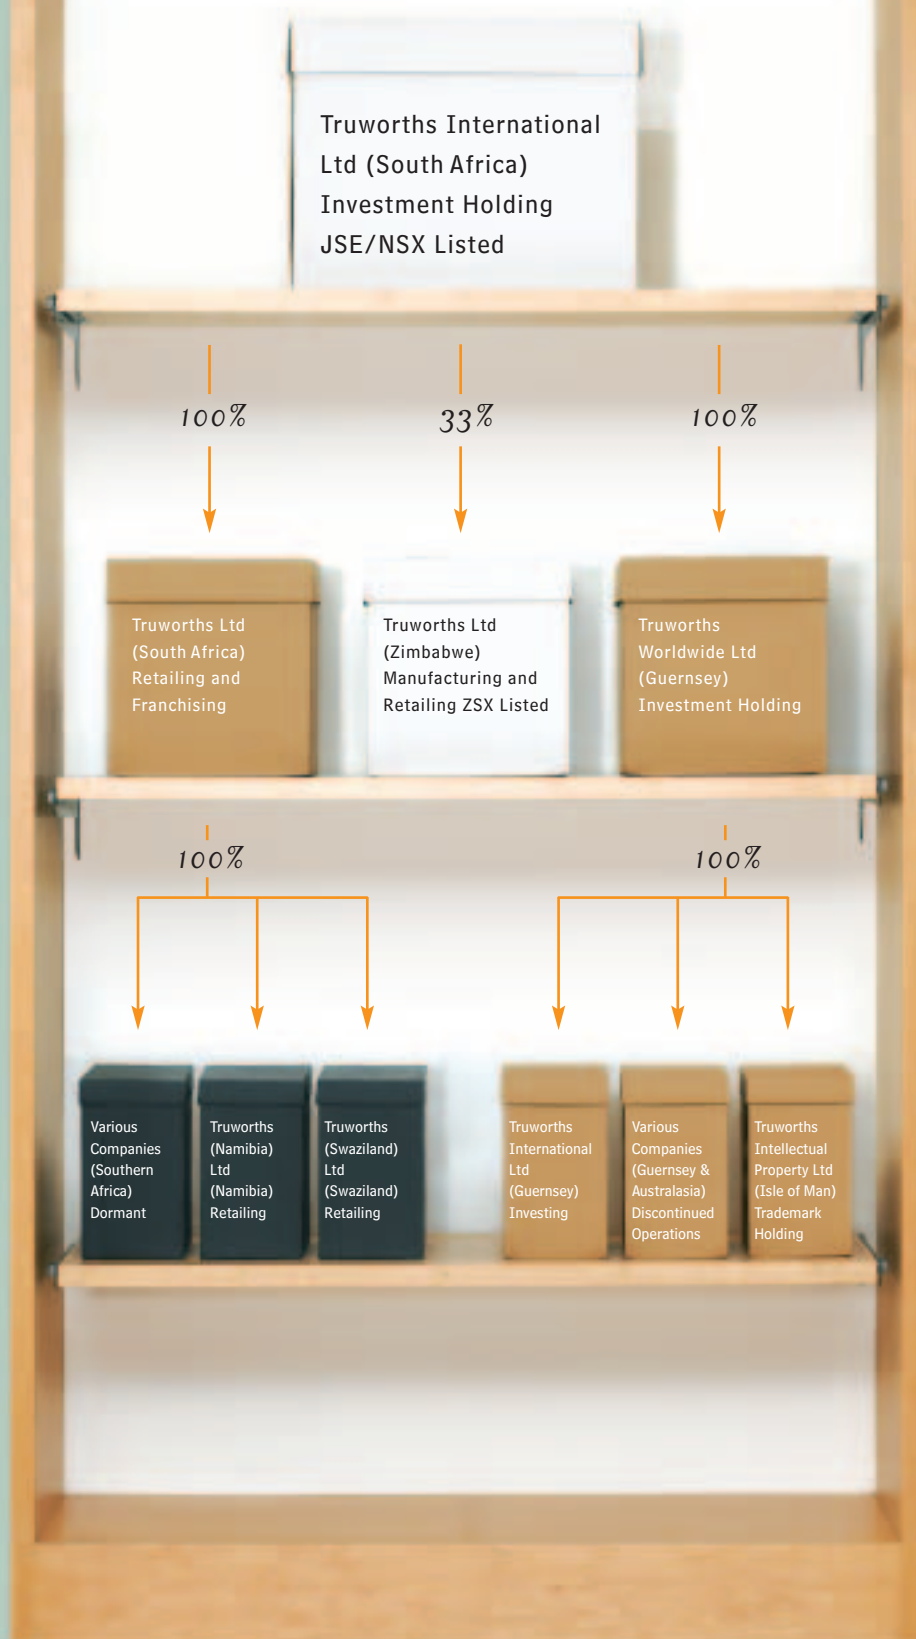 Truworths International
Ltd (South Africa)
Investment Holding
JSE/NSX Listed
100%
33%
100%
Truworths Ltd
(South Africa)
Retailing and
Franchising
Truworths Ltd
(Zimbabwe)
Manufacturing and
Retailing ZSX Listed
Truworths
Worldwide Ltd
(Guernsey)
Investment Holding
100%
100%
Various
Companies
(Southern
Africa)
Dormant
Truworths
(Namibia)
Ltd
(Namibia)
Retailing
Truworths
(Swaziland)
Ltd
(Swaziland)
Retailing
Truworths
International
Ltd
(Guernsey)
Investing
Various
Companies
(Guernsey &
Australasia)
Discontinued
Operations
Truworths
Intellectual
Property Ltd
(Isle of Man)
Trademark
Holding